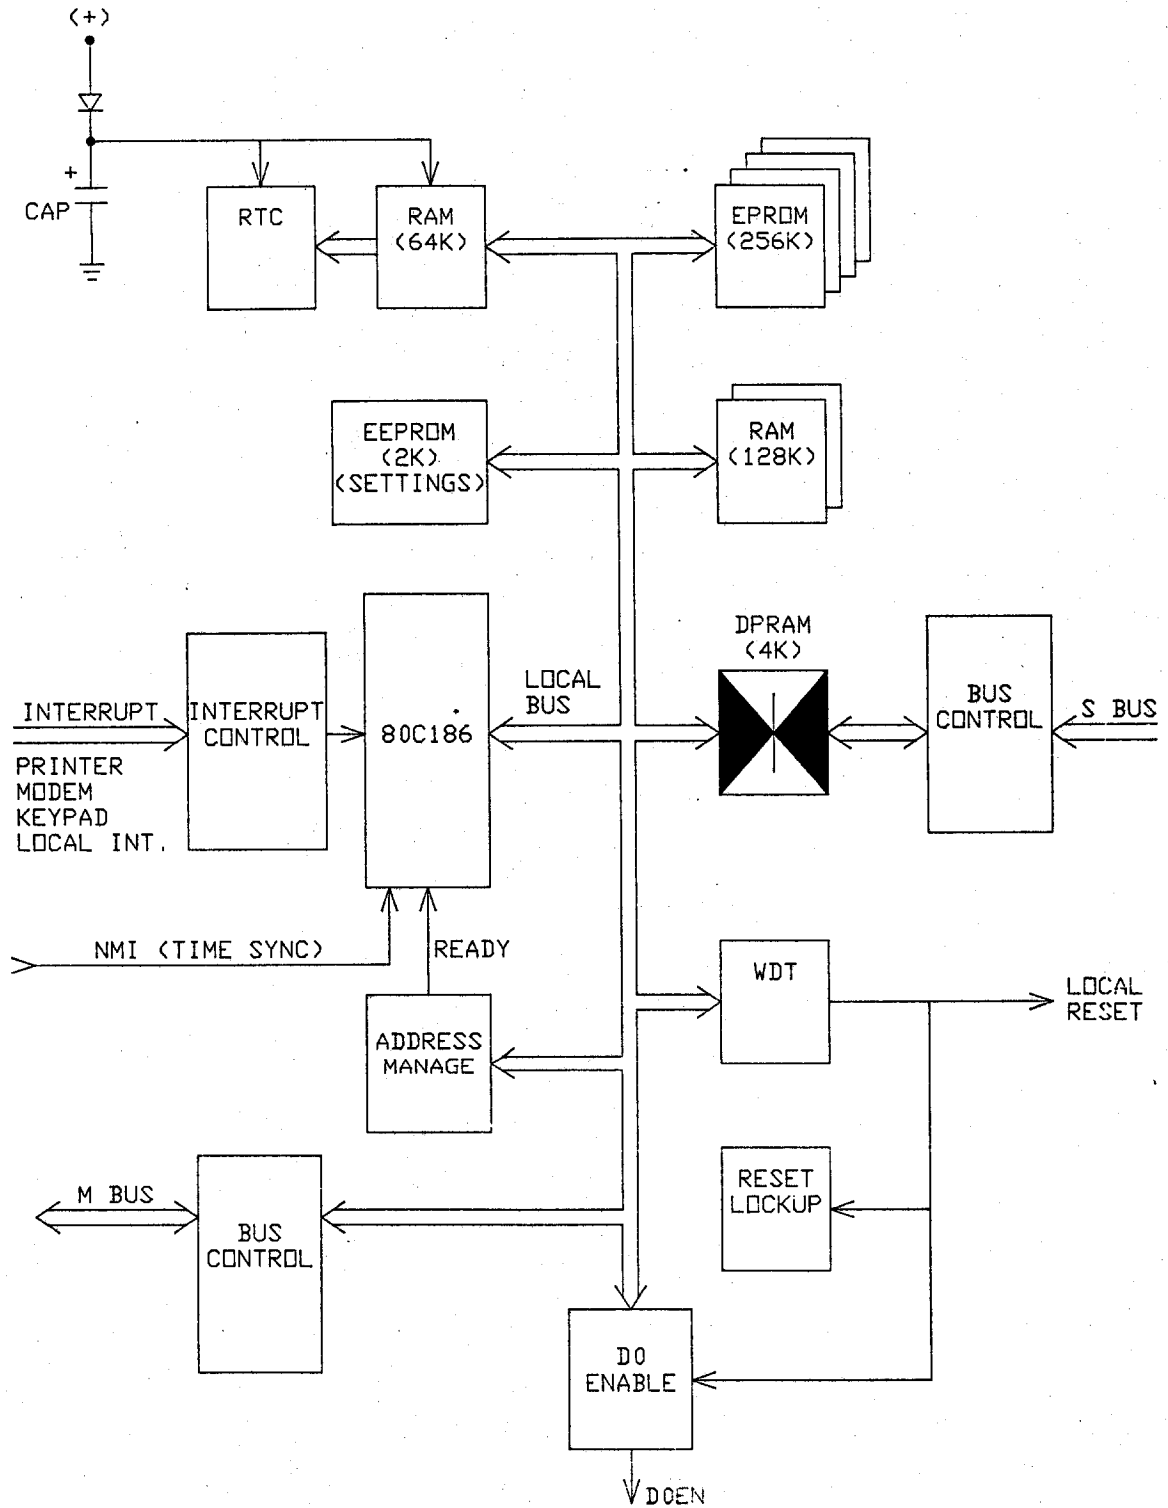 (+)
+
CAP
RTC
RAM
(64K)
EPROM
(256K)
EEPROM
(2K)
(SETTINGS)
RAM
(128K)
DPRAM
(4K)
LOCAL
BUS
INTERRUPT
INTERRUPT
CONTROL
80C186
BUS
CONTROL
S BUS
PRINTER
MODEM
KEYPAD
LOCAL INT.
NMI (TIME SYNC)
READY
WDT
LOCAL
RESET
ADDRESS
MANAGE
RESET
LOCKUP
M BUS
BUS
CONTROL
DO
ENABLE
DOEN